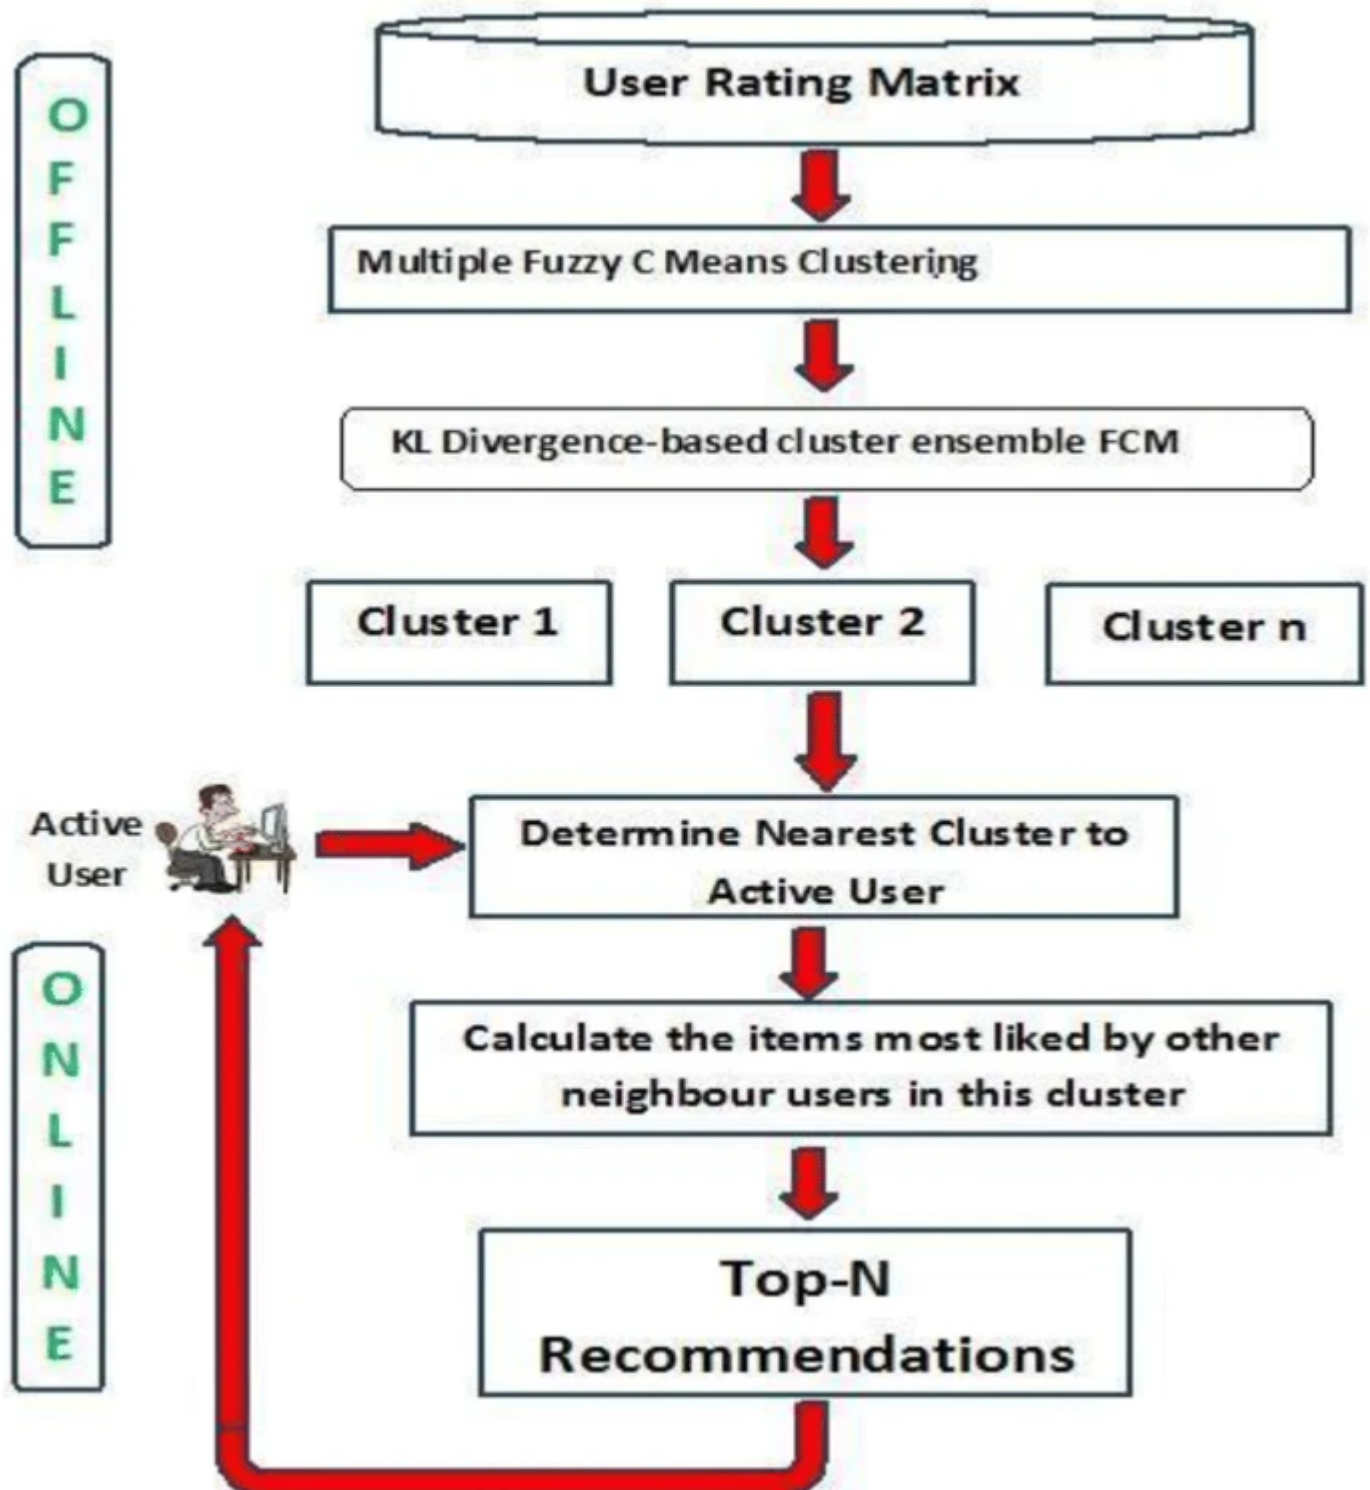 OFFLINE
User Rating Matrix
Multiple Fuzzy C Means Clustering
KL Divergence-based cluster ensemble FCM
Cluster 1
Cluster 2
Cluster n
Active
User
Determine Nearest Cluster to
Active User
ONLINE
Calculate the items most liked by other
neighbour users in this cluster
Top-N
Recommendations